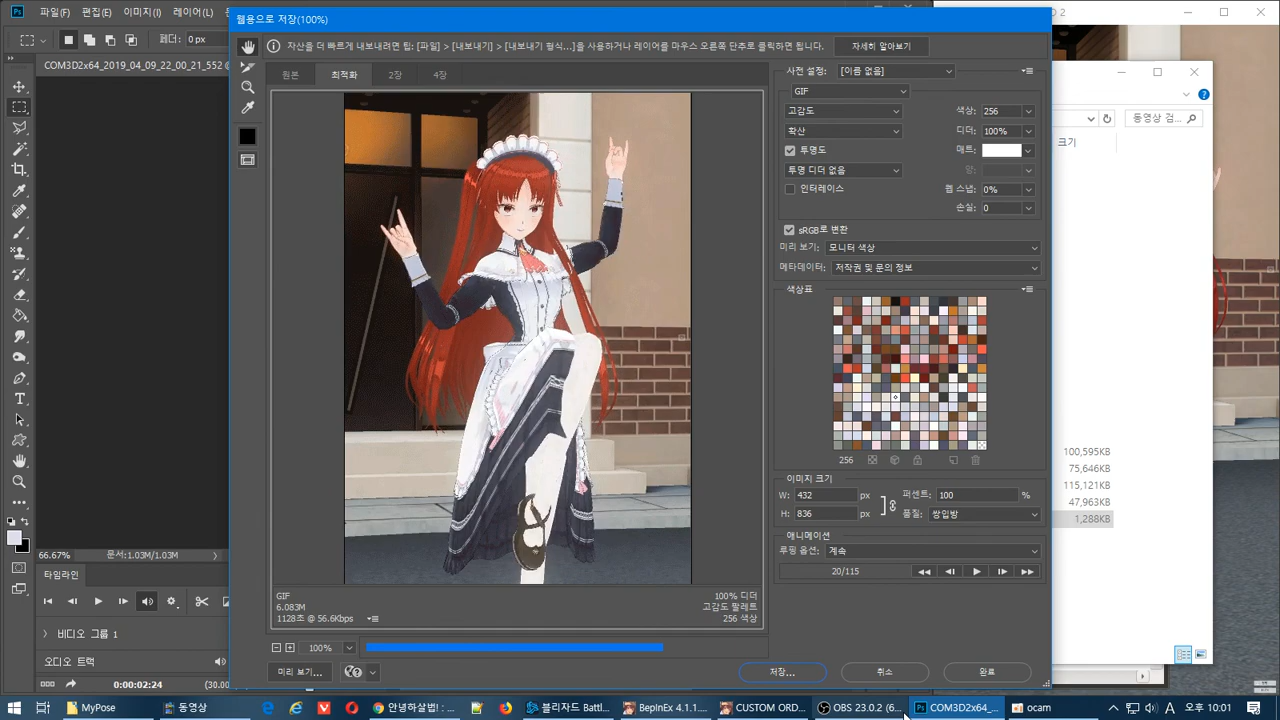 파일(F) 편집(E) 이미지(I) 레이어(L)
페더: 0 px
COM3D2x64_2019_04_09_22_00_21_552
웹용으로 저장(100%)
자산을 더 빠르게 내보내려면 팁: [파일] > [내보내기] > [내보내기 형식...]을 사용하거나 레이어를 마우스 오른쪽 단추로 클릭하면 됩니다.
자세히 알아보기
원본 최적화 2장 4장
사전 설정: [이름 없음]
GIF
고감도 색상: 256
확산 디더: 100%
투명도 매트:
투명 디더 없음 양:
인터레이스 웹 스냅: 0%
손실: 0
sRGB로 변환
미리 보기: 모니터 색상
메타데이터: 저작권 및 문의 정보
색상표
256
이미지 크기
W: 432 px 퍼센트: 100 %
H: 836 px 품질: 쌍입방
애니메이션
루핑 옵션: 계속
20/115
GIF 100% 디더
6.083M 고감도 팔레트
1128초 @ 56.6Kbps 256 색상
100%
미리 보기... 저장... 취소 완료
66.67% 문서:1.03M/1.03M
타임라인
비디오 그룹 1
오디오 트랙
0:00:02:24 (30.00
D 2
동영상 검...
크기
100,595KB
75,646KB
115,121KB
47,963KB
1,288KB
MyPose 동영상 안녕하살법! : ... 블리자드 Battl... BepInEx 4.1.1.... CUSTOM ORD... OBS 23.0.2 (6... COM3D2x64_... ocam A 오후 10:01